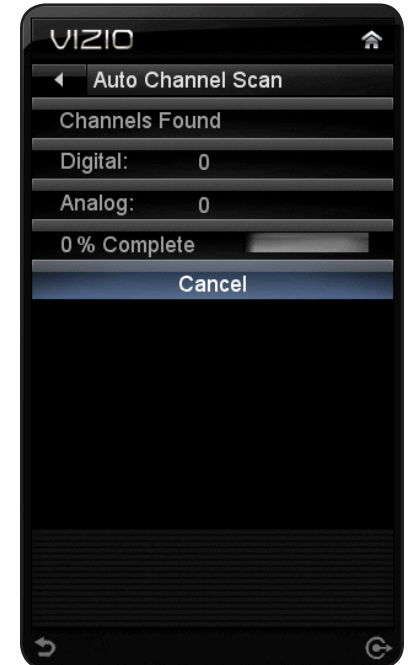 VIZIO
Auto Channel Scan
Channels Found
Digital: 0
Analog: 0
0 % Complete
Cancel